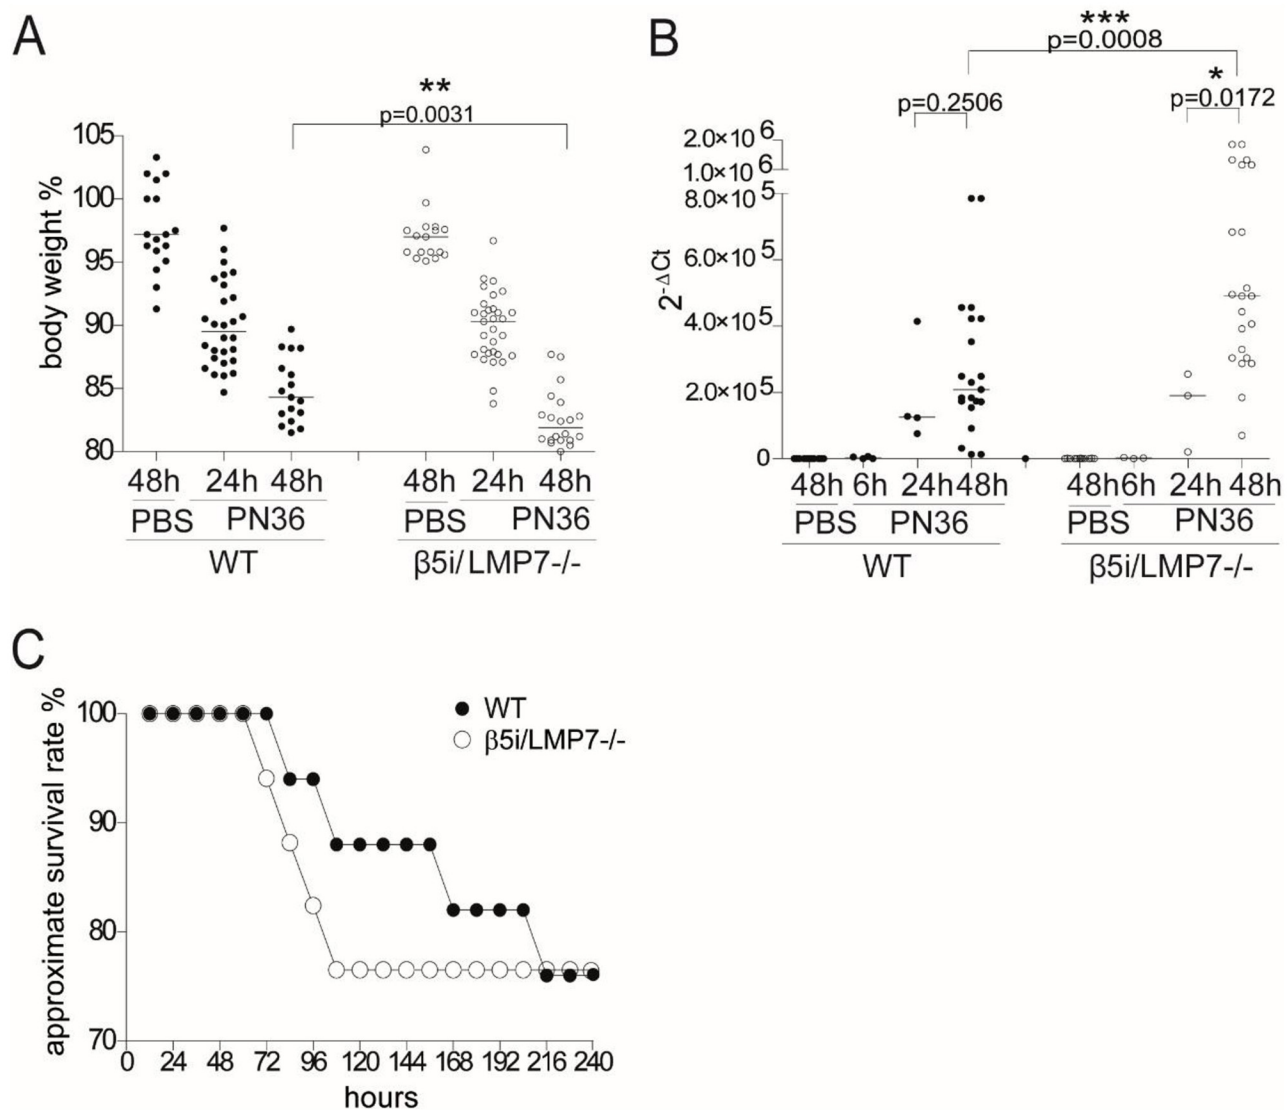 A
**
p=0.0031
105
100
95
90
85
80
body weight %
48h 24h 48h 48h 24h 48h
PBS PN36 PBS PN36
WT β5i/LMP7-/-
B
***
p=0.0008
*
p=0.2506 p=0.0172
2.0×10 6
1.0×10 6
8.0×10 5
6.0×10 5
4.0×10 5
2.0×10 5
0
2-ΔCt
48h 6h 24h 48h 48h 6h 24h 48h
PBS PN36 PBS PN36
WT β5i/LMP7-/-
C
WT
β5i/LMP7-/-
100
90
80
70
approximate survival rate %
0 24 48 72 96 120 144 168 192 216 240
hours